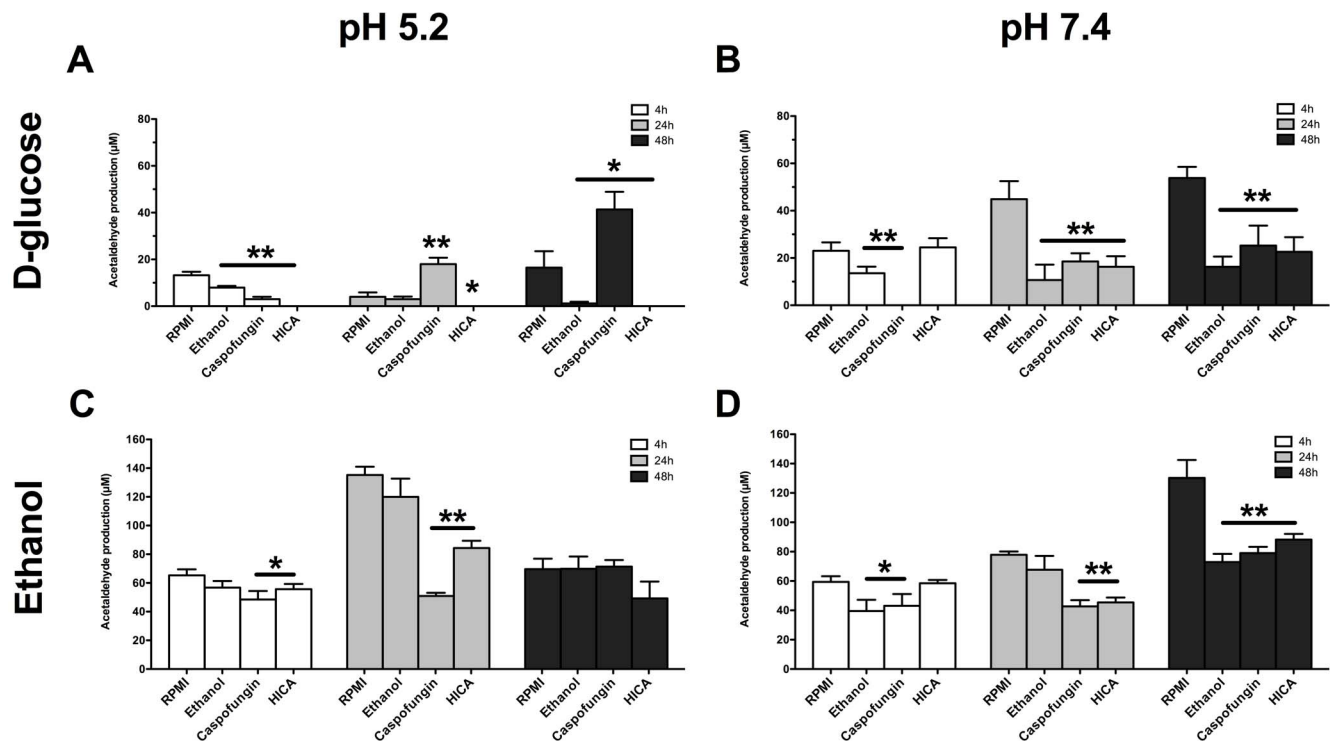 pH 5.2
pH 7.4
A
B
D-glucose
Acetaldehyde production (µM)
80
60
40
20
0
4h
24h
48h
**
**
*
*
RPMI
Ethanol
Caspofungin
HICA
RPMI
Ethanol
Caspofungin
HICA
RPMI
Ethanol
Caspofungin
HICA
Acetaldehyde production (µM)
80
60
40
20
0
4h
24h
48h
**
**
**
RPMI
Ethanol
Caspofungin
HICA
RPMI
Ethanol
Caspofungin
HICA
RPMI
Ethanol
Caspofungin
HICA
C
D
Ethanol
Acetaldehyde production (µM)
160
140
120
100
80
60
40
20
0
4h
24h
48h
*
**
RPMI
Ethanol
Caspofungin
HICA
RPMI
Ethanol
Caspofungin
HICA
RPMI
Ethanol
Caspofungin
HICA
Acetaldehyde production (µM)
160
140
120
100
80
60
40
20
0
4h
24h
48h
*
**
**
RPMI
Ethanol
Caspofungin
HICA
RPMI
Ethanol
Caspofungin
HICA
RPMI
Ethanol
Caspofungin
HICA